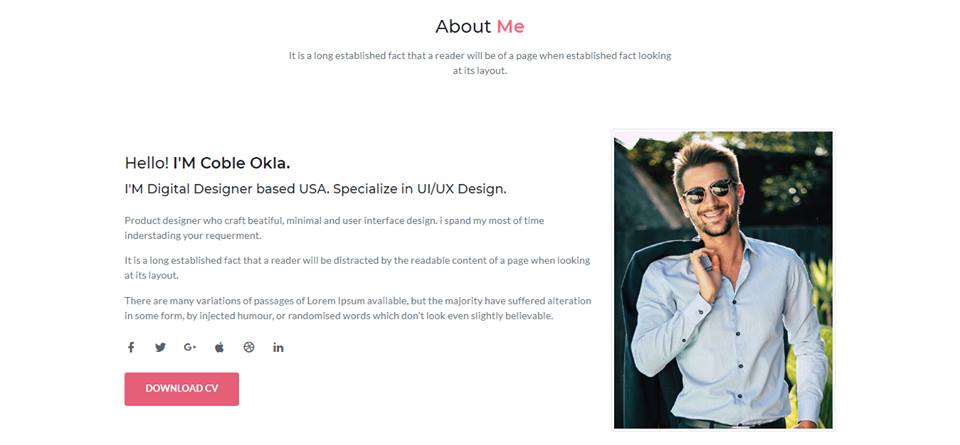 About Me
It is a long established fact that a reader will be of a page when established fact looking
at its layout.
Hello! I'M Coble Okla.
I'M Digital Designer based USA. Specialize in UI/UX Design.
Product designer who craft beatiful, minimal and user interface design. i spand my most of time
inderstading your requerment.
It is a long established fact that a reader will be distracted by the readable content of a page when looking
at its layout.
There are many variations of passages of Lorem Ipsum available, but the majority have suffered alteration
in some form, by injected humour, or randomised words which don't look even slightly believable.
DOWNLOAD CV